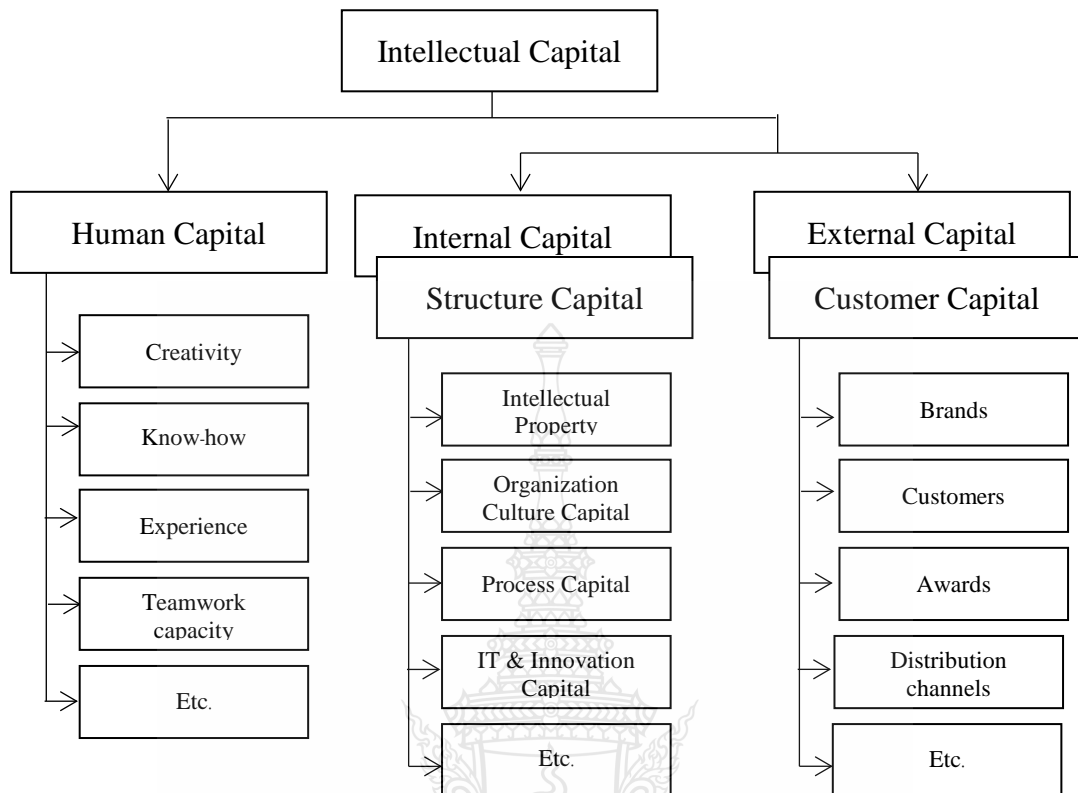 Intellectual Capital
Human Capital
Creativity
Know-how
Experience
Teamwork
capacity
Etc.
Internal Capital
Structure Capital
Intellectual
Property
Organization
Culture Capital
Process Capital
IT & Innovation
Capital
Etc.
External Capital
Customer Capital
Brands
Customers
Awards
Distribution
channels
Etc.